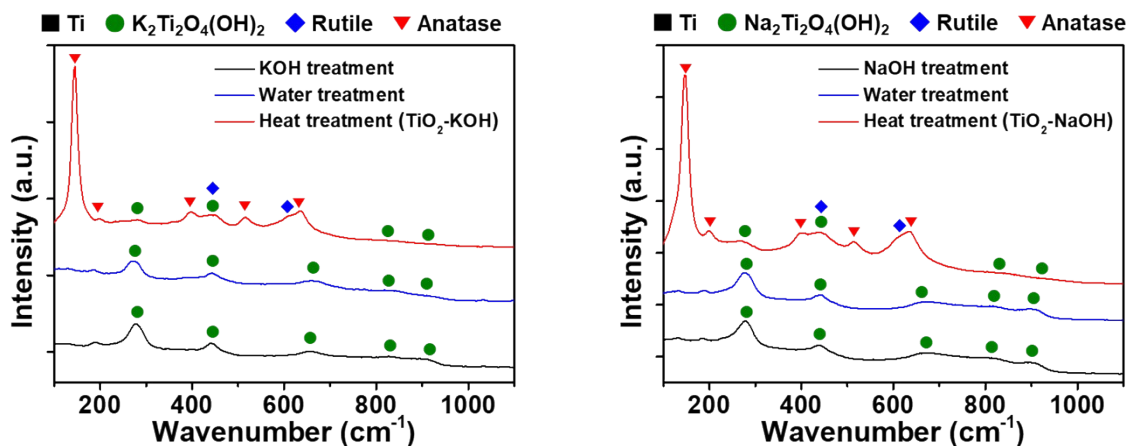 Ti K₂Ti₂O₄(OH)₂ Rutile Anatase
KOH treatment
Water treatment
Heat treatment (TiO₂-KOH)
Intensity (a.u.)
200 400 600 800 1000
Wavenumber (cm⁻¹)
Ti Na₂Ti₂O₄(OH)₂ Rutile Anatase
NaOH treatment
Water treatment
Heat treatment (TiO₂-NaOH)
Intensity (a.u.)
200 400 600 800 1000
Wavenumber (cm⁻¹)